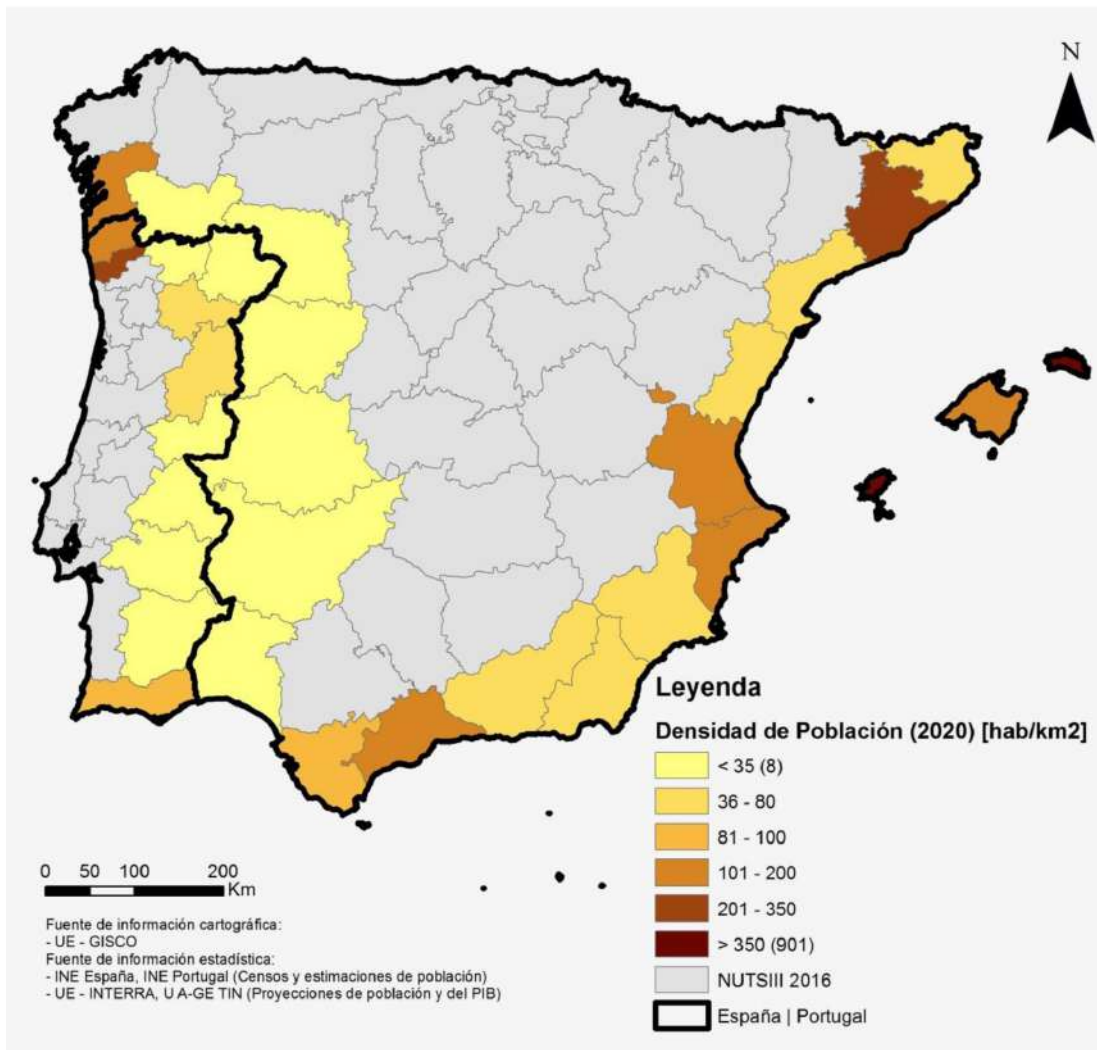 N
Leyenda
Densidad de Población (2020) [hab/km2]
< 35 (8)
36 - 80
81 - 100
101 - 200
201 - 350
> 350 (901)
NUTSIII 2016
España | Portugal
0 50 100 200
Km
Fuente de información cartográfica:
- UE - GISCO
Fuente de información estadística:
- INE España, INE Portugal (Censos y estimaciones de población)
- UE - INTERRA, U A-GE TIN (Proyecciones de población y del PIB)